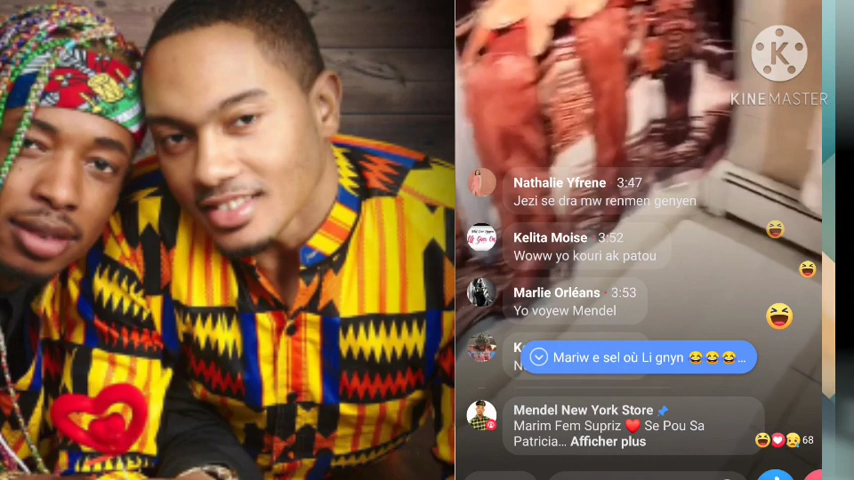 KINEMASTER
Nathalie Yfrene 3:47
Jezi se dra mw renmen genyen
Kelita Moise 3:52
Woww yo kouri ak patou
Marlie Orléans 3:53
Yo voyew Mendel
Mariw e sel où Li gnyn 😂😂😂...
Mendel New York Store 📌
Marim Fem Supriz ❤️ Se Pou Sa
Patricia... Afficher plus
68